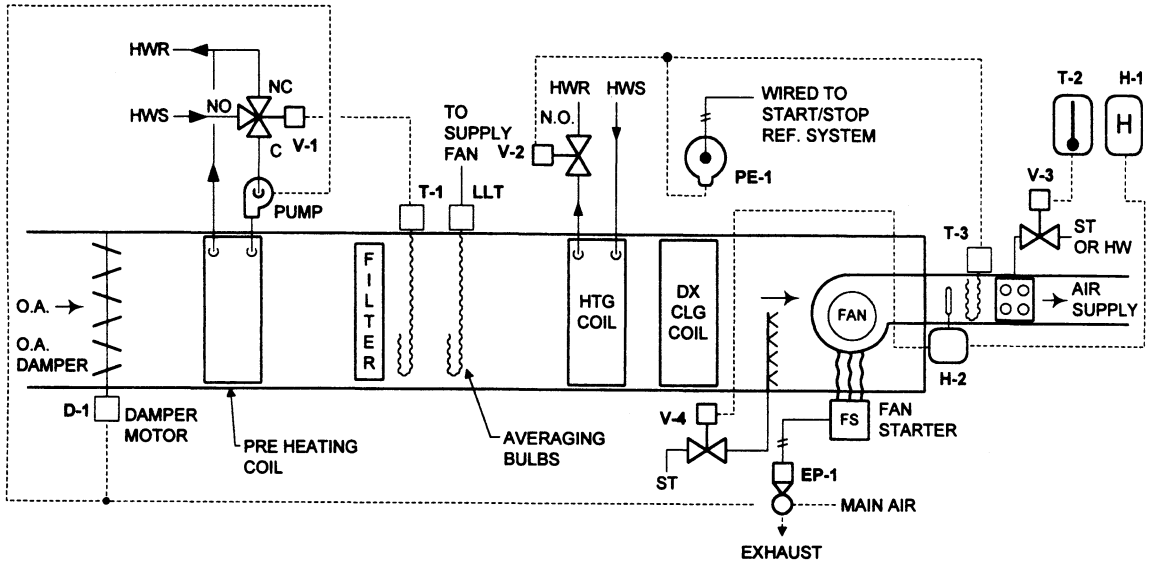 HWR
NC
HWS
NO
V-1
C
PUMP
TO
SUPPLY
FAN
T-1
LLT
HWR
HWS
N.O.
V-2
WIRED TO
START/STOP
REF. SYSTEM
PE-1
T-2
H-1
H
V-3
T-3
ST
OR HW
O.A.
O.A.
DAMPER
FILTER
HTG
COIL
DX
CLG
COIL
FAN
AIR
SUPPLY
H-2
D-1
DAMPER
MOTOR
PRE HEATING
COIL
AVERAGING
BULBS
V-4
ST
FS
FAN
STARTER
EP-1
MAIN AIR
EXHAUST